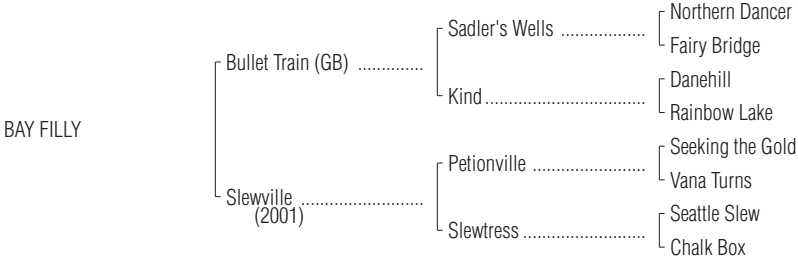 Northern Dancer
Sadler's Wells ..................
Fairy Bridge
Bullet Train (GB) ..............
Danehill
Kind..................................
Rainbow Lake
BAY FILLY
Seeking the Gold
Petionville ........................
Vana Turns
Slewville ..........................
(2001)
Seattle Slew
Slewtress..........................
Chalk Box